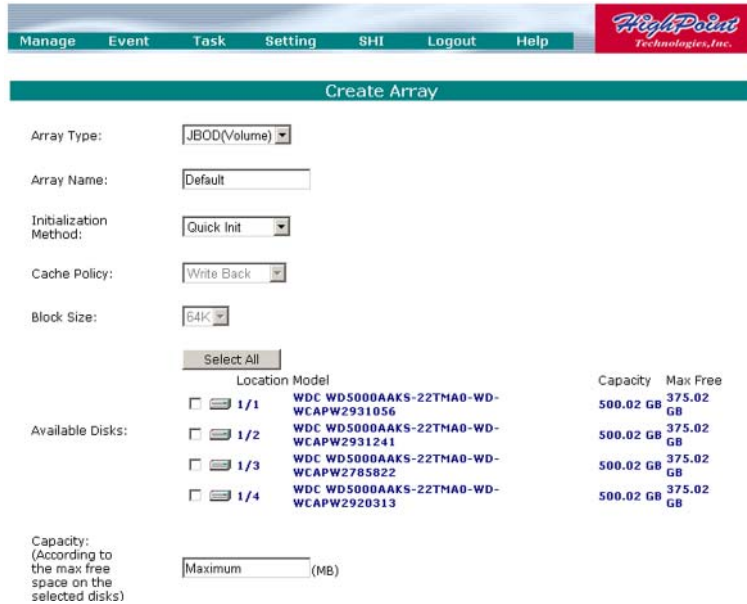 HighPoint
Technologies,Inc.
Manage Event Task Setting SHI Logout Help
Create Array
Array Type: JBOD(Volume)
Array Name: Default
Initialization
Method: Quick Init
Cache Policy: Write Back
Block Size: 64K
Select All
Location Model Capacity Max Free
Available Disks:
1/1 WDC WD5000AAKS-22TMA0-WD-
WCAPW2931056 500.02 GB 375.02
GB
1/2 WDC WD5000AAKS-22TMA0-WD-
WCAPW2931241 500.02 GB 375.02
GB
1/3 WDC WD5000AAKS-22TMA0-WD-
WCAPW2785822 500.02 GB 375.02
GB
1/4 WDC WD5000AAKS-22TMA0-WD-
WCAPW2920313 500.02 GB 375.02
GB
Capacity:
(According to
the max free
space on the
selected disks)
Maximum (MB)